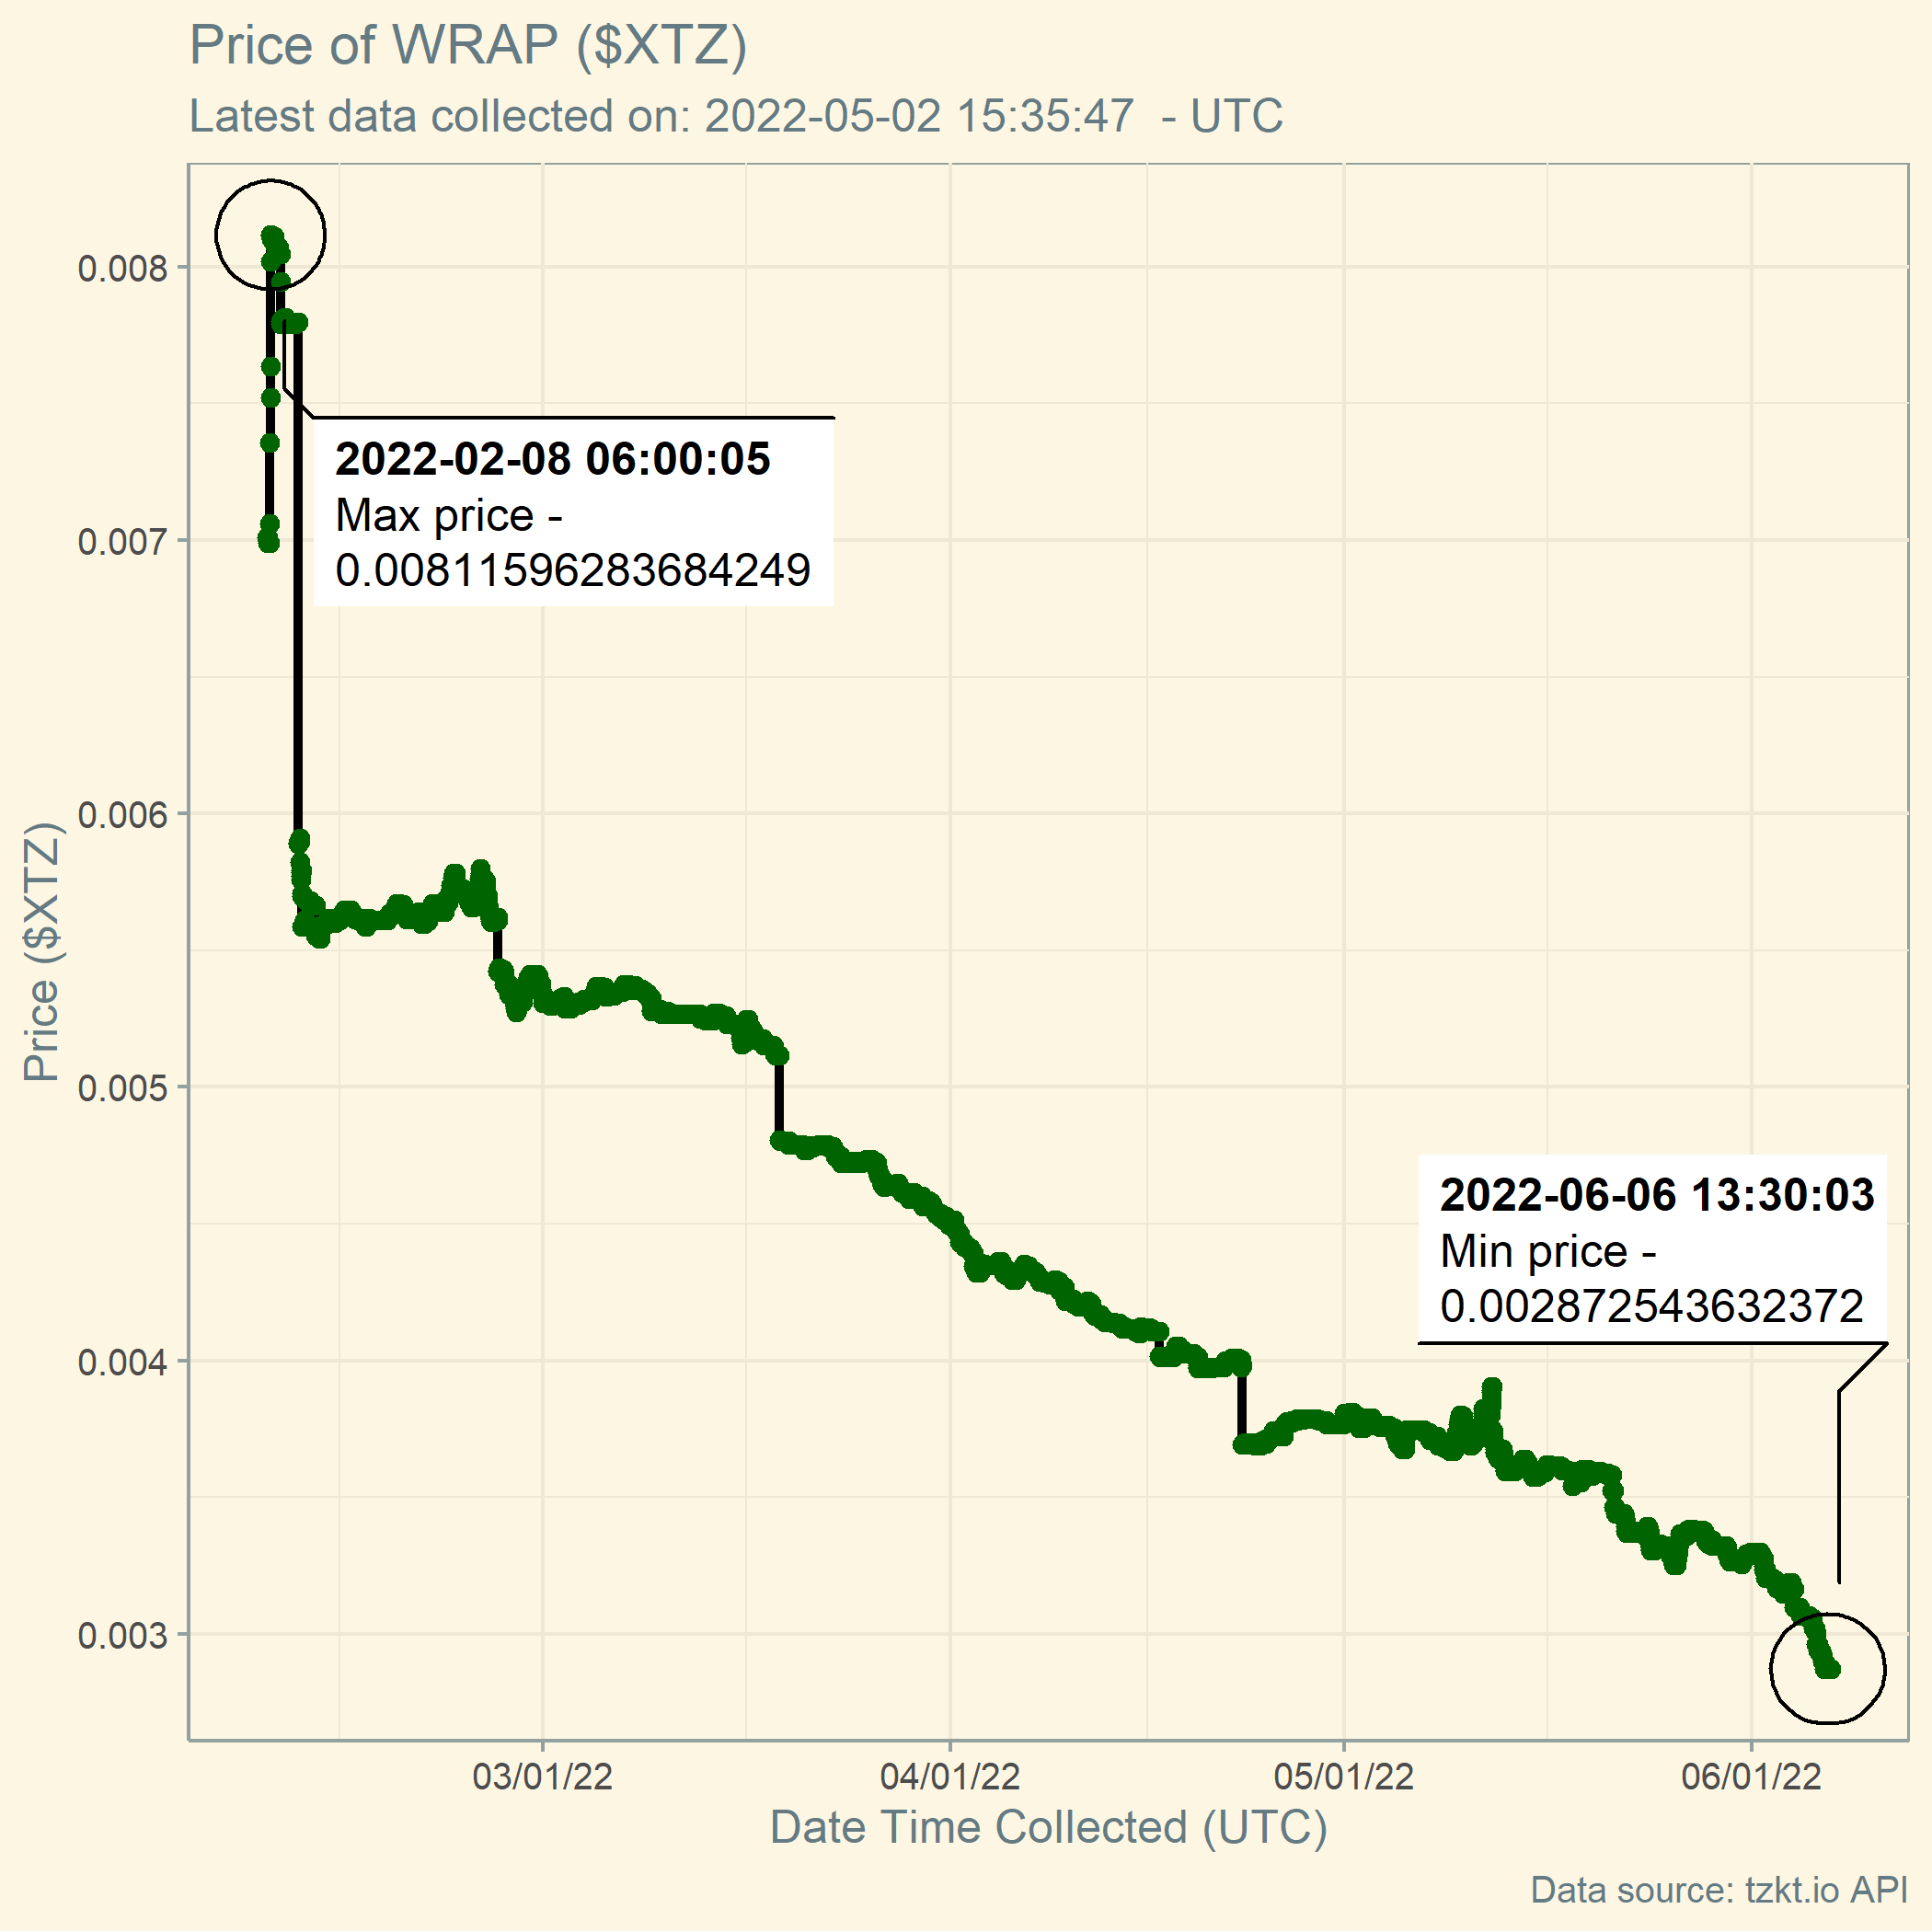 Price of WRAP ($XTZ)
Latest data collected on: 2022-05-02 15:35:47  - UTC
0.008
0.007
0.006
0.005
0.004
0.003
Price ($XTZ)
2022-02-08 06:00:05
Max price -
0.00811596283684249
2022-06-06 13:30:03
Min price -
0.002872543632372
03/01/22
04/01/22
05/01/22
06/01/22
Date Time Collected (UTC)
Data source: tzkt.io API